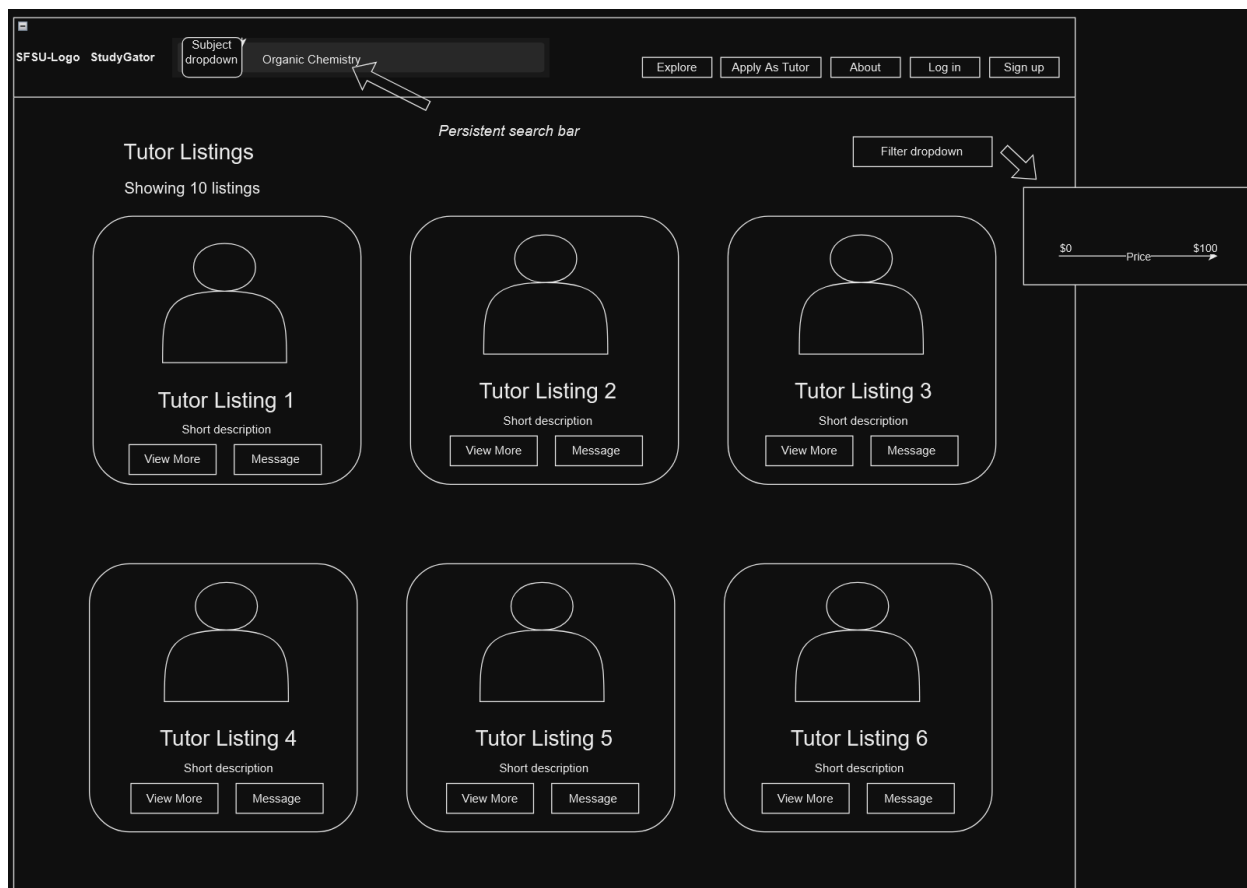 SFSU-Logo StudyGator
Subject
dropdown
Organic Chemistry
Explore
Apply As Tutor
About
Log in
Sign up
Persistent search bar
Tutor Listings
Filter dropdown
Showing 10 listings
$0
Price
$100
Tutor Listing 1
Short description
View More
Message
Tutor Listing 2
Short description
View More
Message
Tutor Listing 3
Short description
View More
Message
Tutor Listing 4
Short description
View More
Message
Tutor Listing 5
Short description
View More
Message
Tutor Listing 6
Short description
View More
Message